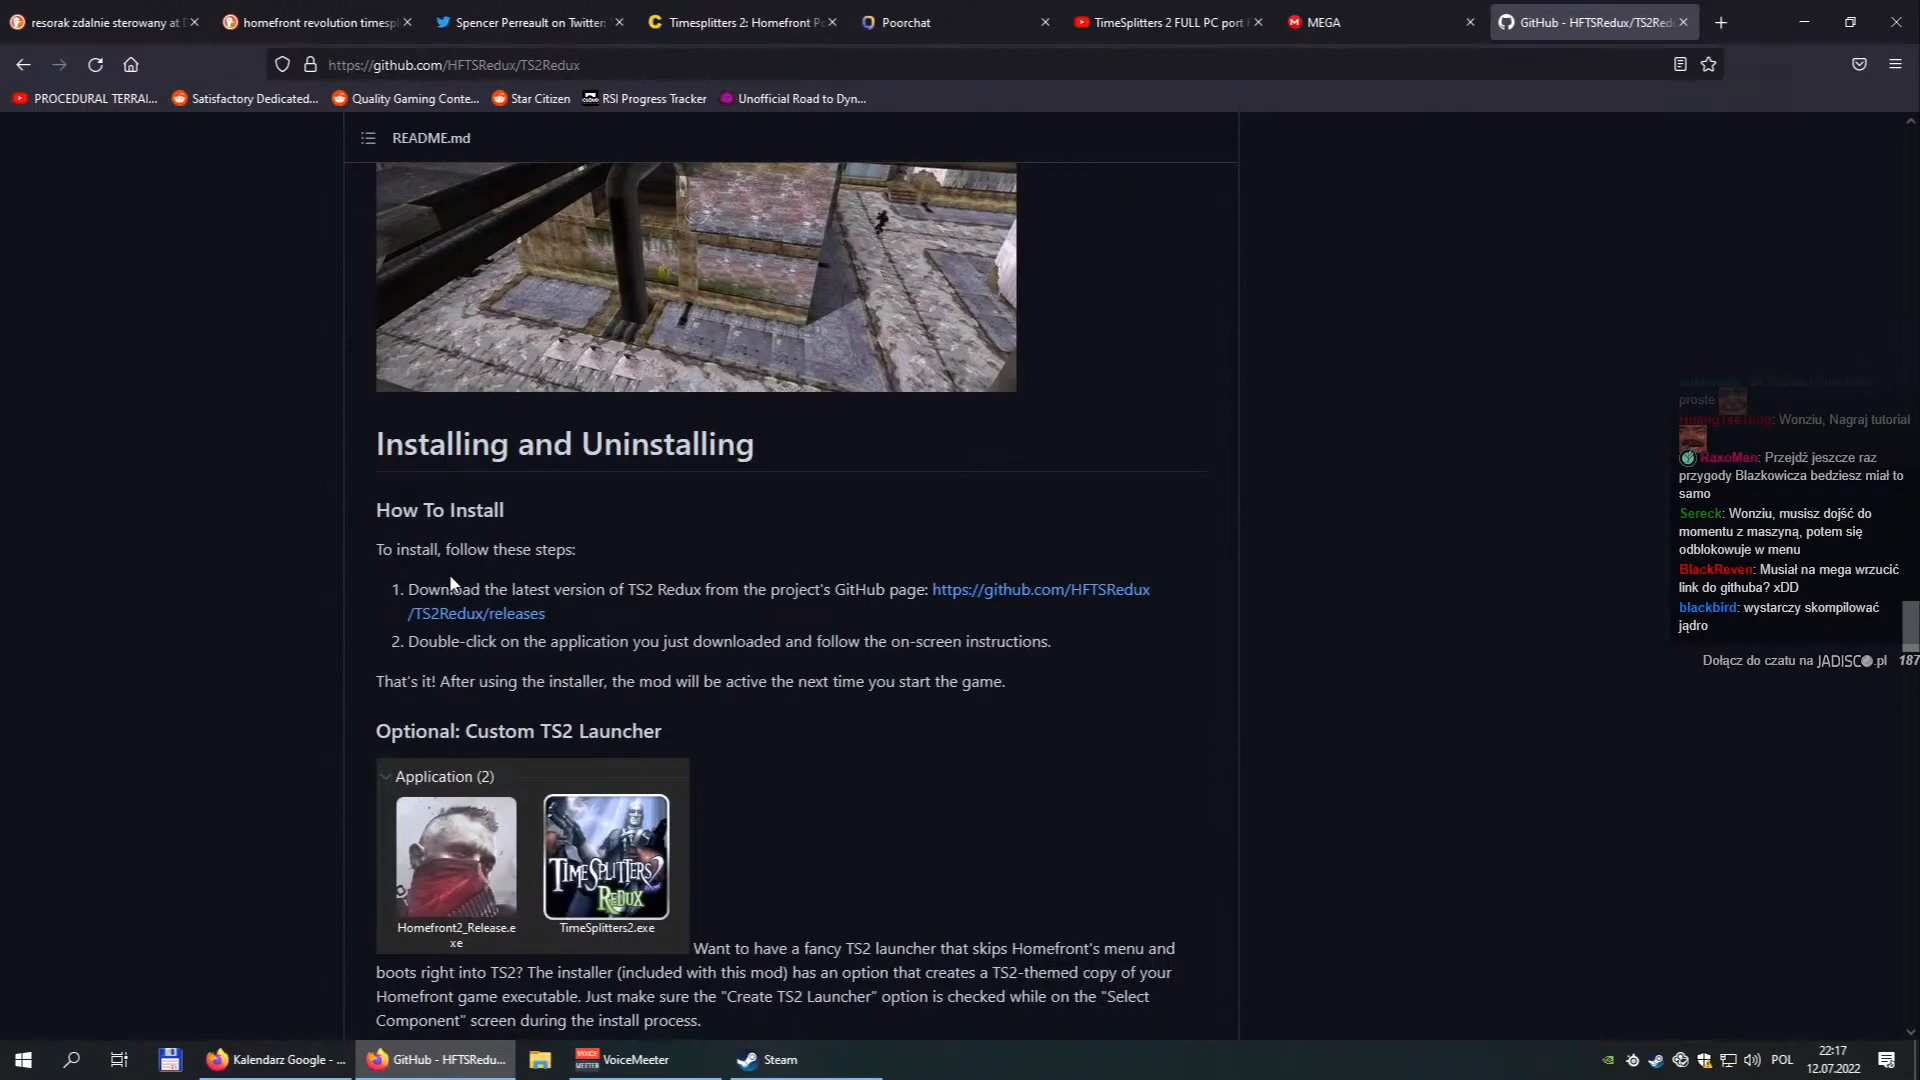 resorak zdalnie sterowany at D
homefront revolution timespl
Spencer Perreault on Twitter:
Timesplitters 2: Homefront Po
Poorchat
TimeSplitters 2 FULL PC port
MEGA
GitHub - HFTSRedux/TS2Redu
https://github.com/HFTSRedux/TS2Redux
PROCEDURAL TERRAI...
Satisfactory Dedicated...
Quality Gaming Conte...
Star Citizen
RSI Progress Tracker
Unofficial Road to Dyn...
README.md
Installing and Uninstalling
How To Install
To install, follow these steps:
1. Download the latest version of TS2 Redux from the project's GitHub page: https://github.com/HFTSRedux
/TS2Redux/releases
2. Double-click on the application you just downloaded and follow the on-screen instructions.
That's it! After using the installer, the mod will be active the next time you start the game.
Optional: Custom TS2 Launcher
Application (2)
TIMESPLITTERS 2
REDUX
Homefront2_Release.e
xe
TimeSplitters2.exe
Want to have a fancy TS2 launcher that skips Homefront's menu and
boots right into TS2? The installer (included with this mod) has an option that creates a TS2-themed copy of your
Homefront game executable. Just make sure the "Create TS2 Launcher" option is checked while on the "Select
Component" screen during the install process.
proste
HuangTseTung: Wonziu, Nagraj tutorial
RaxoMan: Przejdź jeszcze raz
przygody Blazkowicza bedziesz miał to
samo
Sereck: Wonziu, musisz dojść do
momentu z maszyną, potem się
odblokowuje w menu
BlackReven: Musiał na mega wrzucić
link do githuba? xDD
blackbird: wystarczy skompilować
jądro
Dołącz do czatu na JADISCO.pl 187
Kalendarz Google - ...
GitHub - HFTSRedu...
VOICE
MEETER
VoiceMeeter
Steam
POL
22:17
12.07.2022